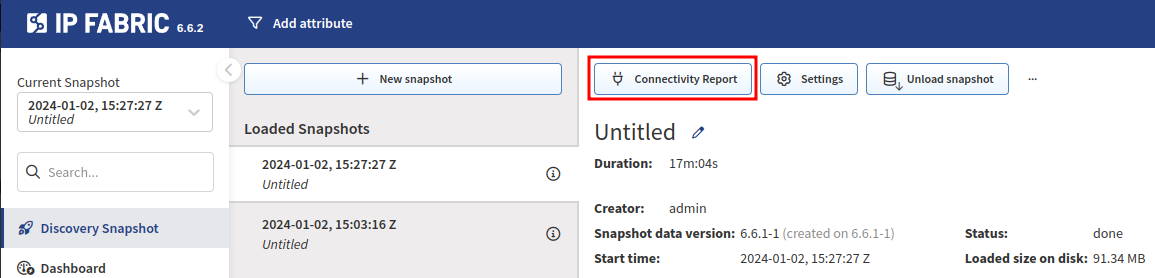 IP FABRIC 6.6.2
Add attribute
Current Snapshot
2024-01-02, 15:27:27 Z
Untitled
Search...
Discovery Snapshot
Dashboard
New snapshot
Loaded Snapshots
2024-01-02, 15:27:27 Z
Untitled
2024-01-02, 15:03:16 Z
Untitled
Connectivity Report
Settings
Unload snapshot
...
Untitled
Duration: 17m:04s
Creator: admin
Snapshot data version: 6.6.1-1 (created on 6.6.1-1)
Status: done
Start time: 2024-01-02, 15:27:27 Z
Loaded size on disk: 91.34 MB